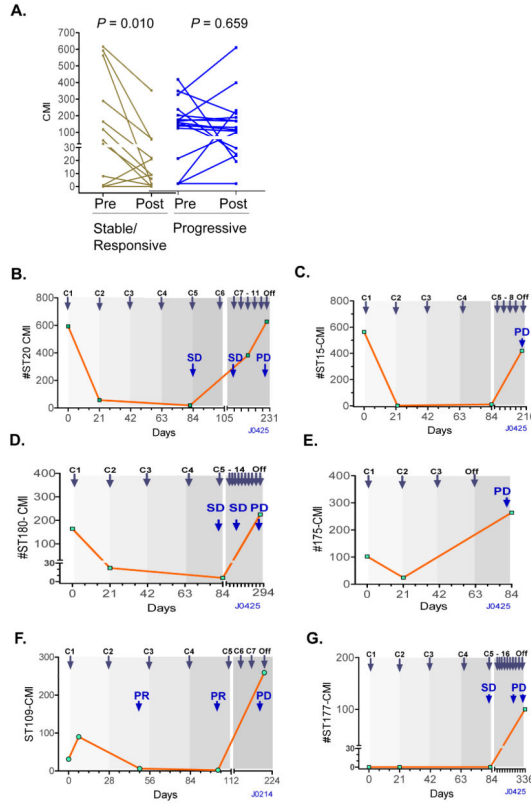 A.
P = 0.010 P = 0.659
CMI
700
600
500
400
300
200
100
30
20
10
0
Pre Post Pre Post
Stable/
Responsive
Progressive
B.
C1 C2 C3 C4 C5 C6 C7 - 11 Off
#ST20 CMI
800
600
400
200
0
SD SD PD
0 21 42 63 84 105 231
Days
J0425
C.
C1 C2 C3 C4 C5 - 8 Off
#ST15-CMI
800
600
400
200
0
PD
0 21 42 63 84 210
Days
J0425
D.
C1 C2 C3 C4 C5 - 14 Off
#ST180- CMI
400
300
200
100
30
0
SD SD PD
0 21 42 63 84 294
Days
J0425
E.
C1 C2 C3 Off
#175-CMI
400
300
200
100
0
PD
0 21 42 63 84
Days
J0425
F.
C1 C2 C3 C4 C5 C6 C7 Off
ST109-CMI
300
200
100
0
PR PR PD
0 28 56 84 112 224
Days
J0214
G.
C1 C2 C3 C4 C5 - 16 Off
#ST177-CMI
200
100
30
0
SD PD
0 21 42 63 84 336
Days
J0425